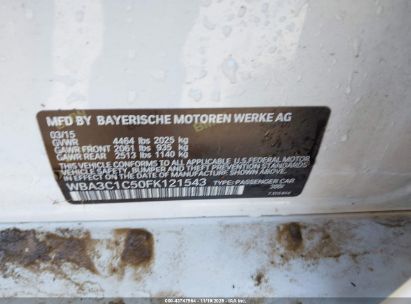 MFD BY BAYERISCHE MOTOREN WERKE AG
03/15
GVWR 4464 lbs 2025 kg
GAWR FRONT 2061 lbs 935 kg
GAWR REAR 2513 lbs 1140 kg
THIS VEHICLE CONFORMS TO ALL APPLICABLE U.S. FEDERAL
MOTOR VEHICLE SAFETY, BUMPER, AND THEFT PREVENTION STANDARDS
IN EFFECT ON THE DATE OF MANUFACTURE SHOWN ABOVE.
WBA3C1C50FK121543 TYPE: PASSENGER CAR